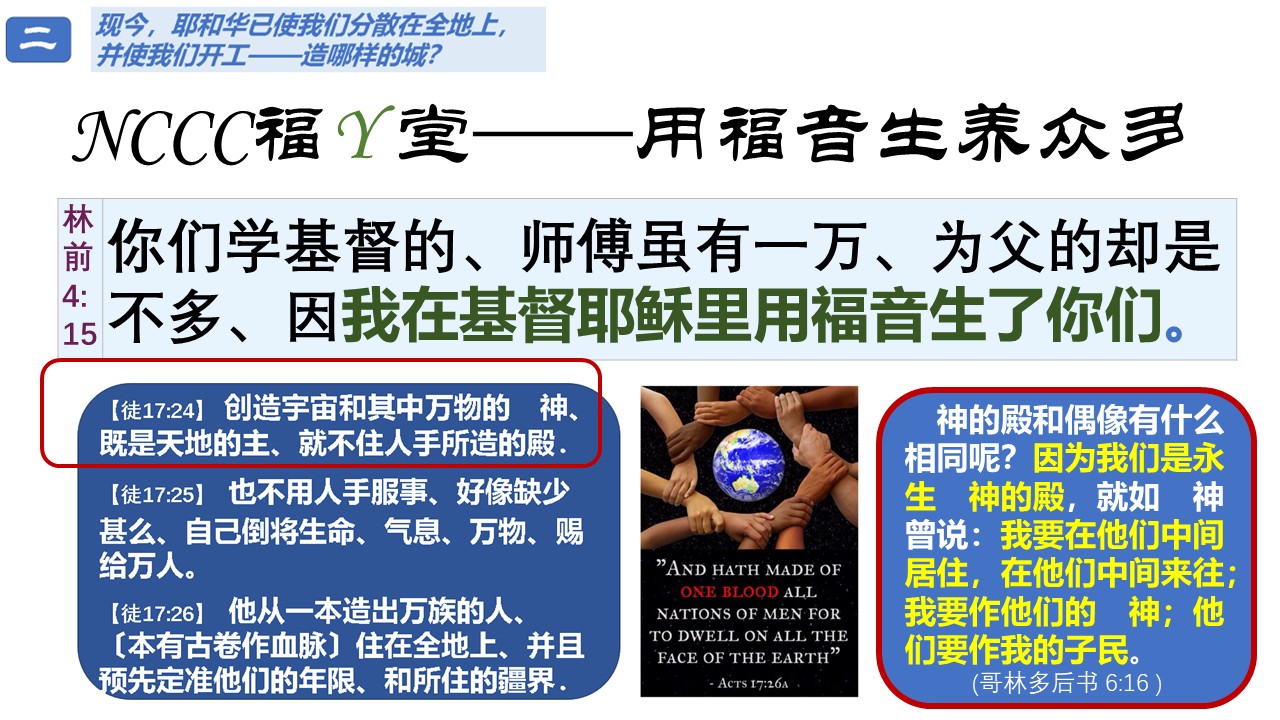 二
现今，耶和华已使我们分散在全地上，
并使我们开工——造哪样的城？
NCCC福Y堂——用福音生养众多
林
前
4:
15
你们学基督的、师傅虽有一万、为父的却是
不多、因我在基督耶稣里用福音生了你们。
【徒17:24】 创造宇宙和其中万物的　神、
既是天地的主、就不住人手所造的殿．
【徒17:25】 也不用人手服事、好像缺少
甚么、自己倒将生命、气息、万物、赐
给万人。
【徒17:26】 他从一本造出万族的人、
〔本有古卷作血脉〕住在全地上、并且
预先定准他们的年限、和所住的疆界．
"And hath made of
one blood all
nations of men for
to dwell on all the
face of the earth"
- Acts 17:26a
神的殿和偶像有什么
相同呢？因为我们是永
生　神的殿，就如　神
曾说：我要在他们中间
居住，在他们中间来往；
我要作他们的　神；他
们要作我的子民。
(哥林多后书 6:16 )